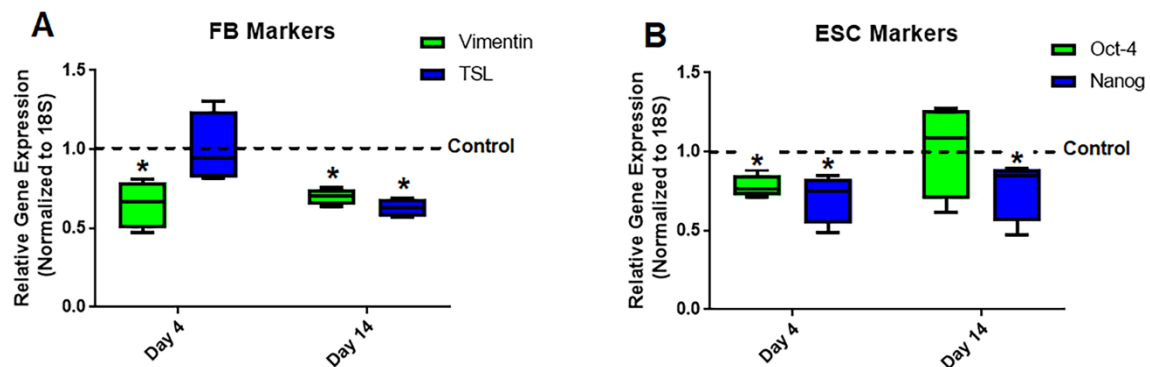 A
FB Markers
Vimentin
TSL
Relative Gene Expression
(Normalized to 18S)
1.5
1.0
0.5
0.0
Control
*
*
*
Day 4
Day 14
B
ESC Markers
Oct-4
Nanog
Relative Gene Expression
(Normalized to 18S)
1.5
1.0
0.5
0.0
Control
*
*
*
Day 4
Day 14